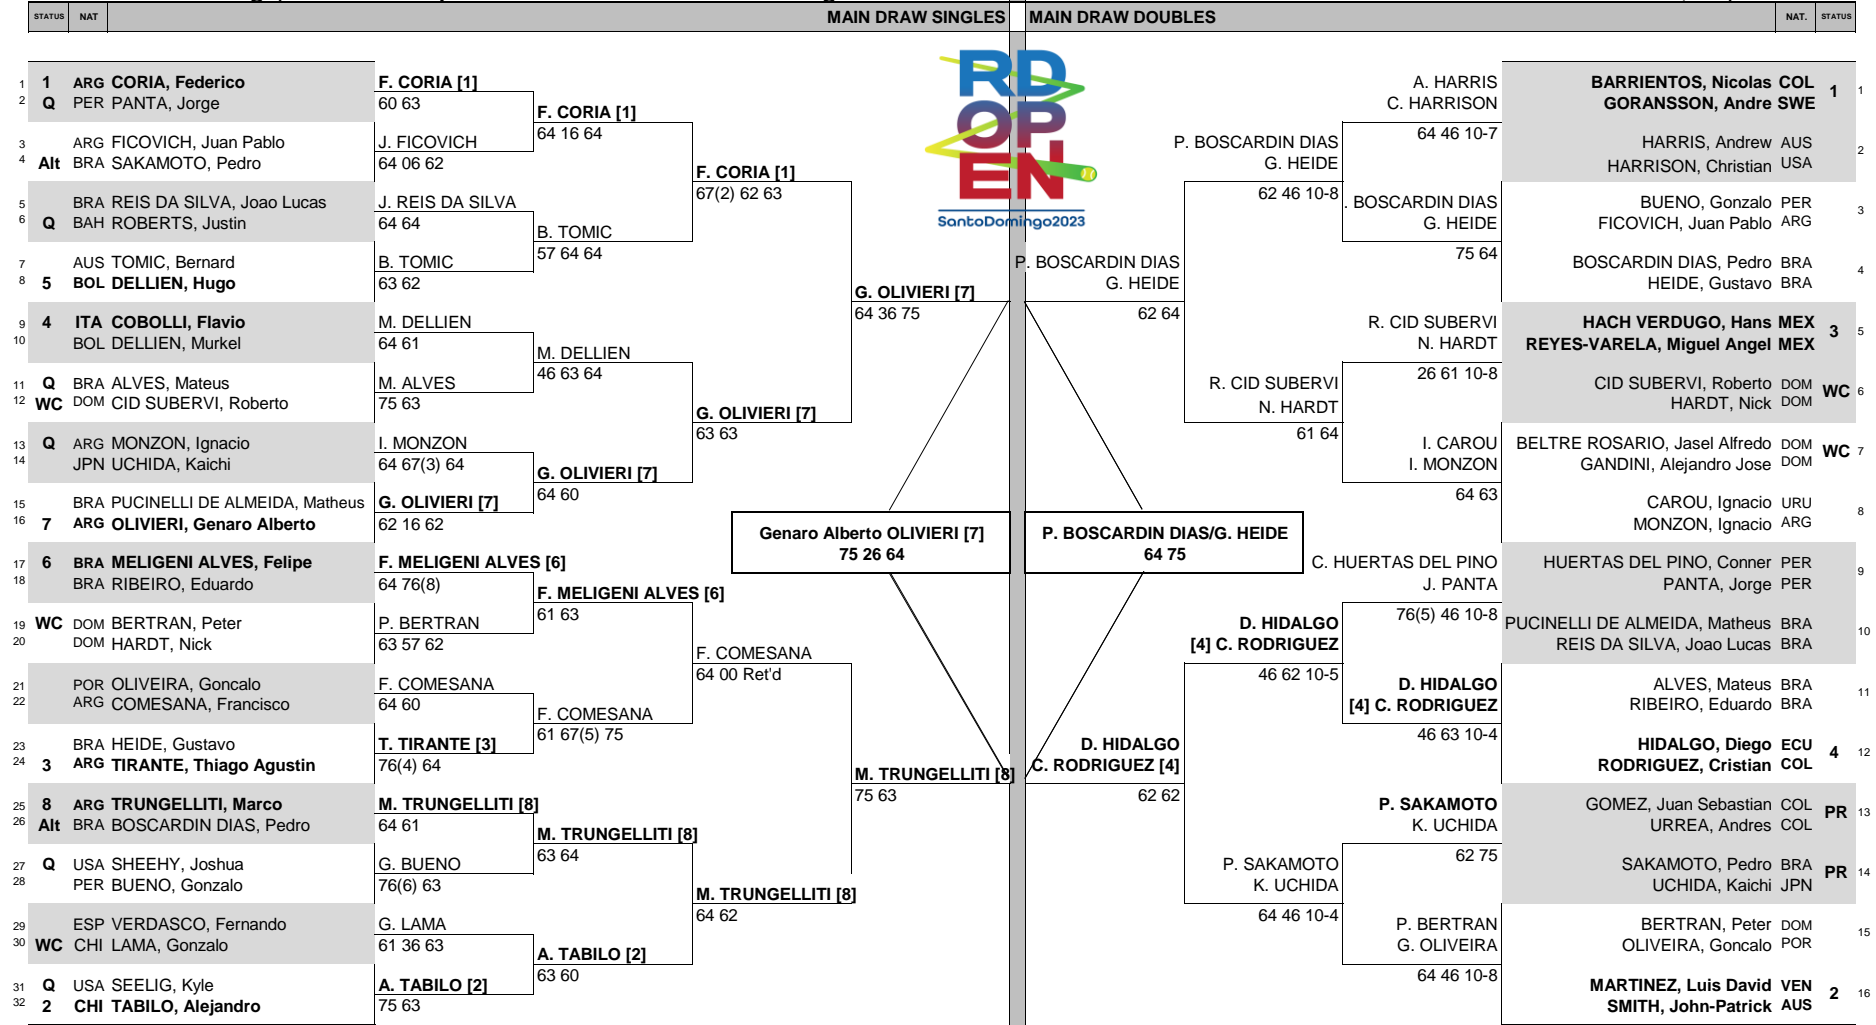 STATUS NAT MAIN DRAW SINGLES
1 1 ARG CORIA, Federico
2 Q PER PANTA, Jorge
3 ARG FICOVICH, Juan Pablo
4 Alt BRA SAKAMOTO, Pedro
5 BRA REIS DA SILVA, Joao Lucas
6 Q BAH ROBERTS, Justin
7 AUS TOMIC, Bernard
8 5 BOL DELLIEN, Hugo
9 4 ITA COBOLLI, Flavio
10 BOL DELLIEN, Murkel
11 Q BRA ALVES, Mateus
12 WC DOM CID SUBERVI, Roberto
13 Q ARG MONZON, Ignacio
14 JPN UCHIDA, Kaichi
15 BRA PUCINELLI DE ALMEIDA, Matheus
16 7 ARG OLIVIERI, Genaro Alberto
17 6 BRA MELIGENI ALVES, Felipe
18 BRA RIBEIRO, Eduardo
19 WC DOM BERTRAN, Peter
20 DOM HARDT, Nick
21 POR OLIVEIRA, Goncalo
22 ARG COMESANA, Francisco
23 BRA HEIDE, Gustavo
24 3 ARG TIRANTE, Thiago Agustin
25 8 ARG TRUNGELLITI, Marco
26 Alt BRA BOSCARDIN DIAS, Pedro
27 Q USA SHEEHY, Joshua
28 PER BUENO, Gonzalo
29 ESP VERDASCO, Fernando
30 WC CHI LAMA, Gonzalo
31 Q USA SEELIG, Kyle
32 2 CHI TABILO, Alejandro
F. CORIA [1]
60 63
J. FICOVICH
64 06 62
J. REIS DA SILVA
64 64
B. TOMIC
63 62
M. DELLIEN
64 61
M. ALVES
75 63
I. MONZON
64 67(3) 64
G. OLIVIERI [7]
62 16 62
F. MELIGENI ALVES [6]
64 76(8)
P. BERTRAN
63 57 62
F. COMESANA
64 60
T. TIRANTE [3]
76(4) 64
M. TRUNGELLITI [8]
64 61
G. BUENO
76(6) 63
G. LAMA
61 36 63
A. TABILO [2]
75 63
F. CORIA [1]
64 16 64
B. TOMIC
57 64 64
M. DELLIEN
46 63 64
G. OLIVIERI [7]
64 60
F. MELIGENI ALVES [6]
61 63
F. COMESANA
61 67(5) 75
M. TRUNGELLITI [8]
63 64
A. TABILO [2]
63 60
F. CORIA [1]
67(2) 62 63
G. OLIVIERI [7]
63 63
F. COMESANA
64 00 Ret'd
M. TRUNGELLITI [8]
64 62
G. OLIVIERI [7]
64 36 75
M. TRUNGELLITI [8]
75 63
Genaro Alberto OLIVIERI [7]
75 26 64
RD
OP
EN
SantoDomingo2023
MAIN DRAW DOUBLES NAT. STATUS
P. BOSCARDIN DIAS/G. HEIDE
64 75
P. BOSCARDIN DIAS
G. HEIDE
62 64
D. HIDALGO
C. RODRIGUEZ [4]
62 62
P. BOSCARDIN DIAS
G. HEIDE
62 46 10-8
R. CID SUBERVI
N. HARDT
61 64
D. HIDALGO
[4] C. RODRIGUEZ
46 62 10-5
P. SAKAMOTO
K. UCHIDA
64 46 10-4
A. HARRIS
C. HARRISON
64 46 10-7
. BOSCARDIN DIAS
G. HEIDE
75 64
R. CID SUBERVI
N. HARDT
26 61 10-8
I. CAROU
I. MONZON
64 63
C. HUERTAS DEL PINO
J. PANTA
76(5) 46 10-8
D. HIDALGO
[4] C. RODRIGUEZ
46 63 10-4
P. SAKAMOTO
K. UCHIDA
62 75
P. BERTRAN
G. OLIVEIRA
64 46 10-8
BARRIENTOS, Nicolas COL 1 1
GORANSSON, Andre SWE
HARRIS, Andrew AUS 2
HARRISON, Christian USA
BUENO, Gonzalo PER 3
FICOVICH, Juan Pablo ARG
BOSCARDIN DIAS, Pedro BRA 4
HEIDE, Gustavo BRA
HACH VERDUGO, Hans MEX 3 5
REYES-VARELA, Miguel Angel MEX
CID SUBERVI, Roberto DOM WC 6
HARDT, Nick DOM
BELTRE ROSARIO, Jasel Alfredo DOM WC 7
GANDINI, Alejandro Jose DOM
CAROU, Ignacio URU 8
MONZON, Ignacio ARG
HUERTAS DEL PINO, Conner PER 9
PANTA, Jorge PER
PUCINELLI DE ALMEIDA, Matheus BRA 10
REIS DA SILVA, Joao Lucas BRA
ALVES, Mateus BRA 11
RIBEIRO, Eduardo BRA
HIDALGO, Diego ECU 4 12
RODRIGUEZ, Cristian COL
GOMEZ, Juan Sebastian COL PR 13
URREA, Andres COL
SAKAMOTO, Pedro BRA PR 14
UCHIDA, Kaichi JPN
BERTRAN, Peter DOM 15
OLIVEIRA, Goncalo POR
MARTINEZ, Luis David VEN 2 16
SMITH, John-Patrick AUS